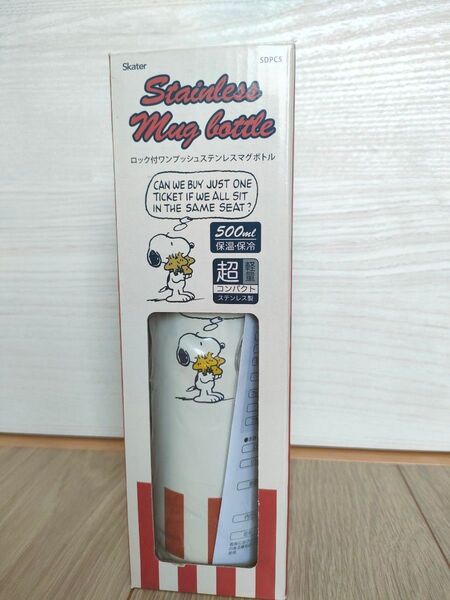 Skater
SDPC5
Stainless
Mug bottle
ロック付ワンプッシュステンレスマグボトル
CAN WE BUY JUST ONE
TICKET IF WE ALL SIT
IN THE SAME SEAT?
500ml
保温・保冷
超軽量
コンパクト
ステンレス製